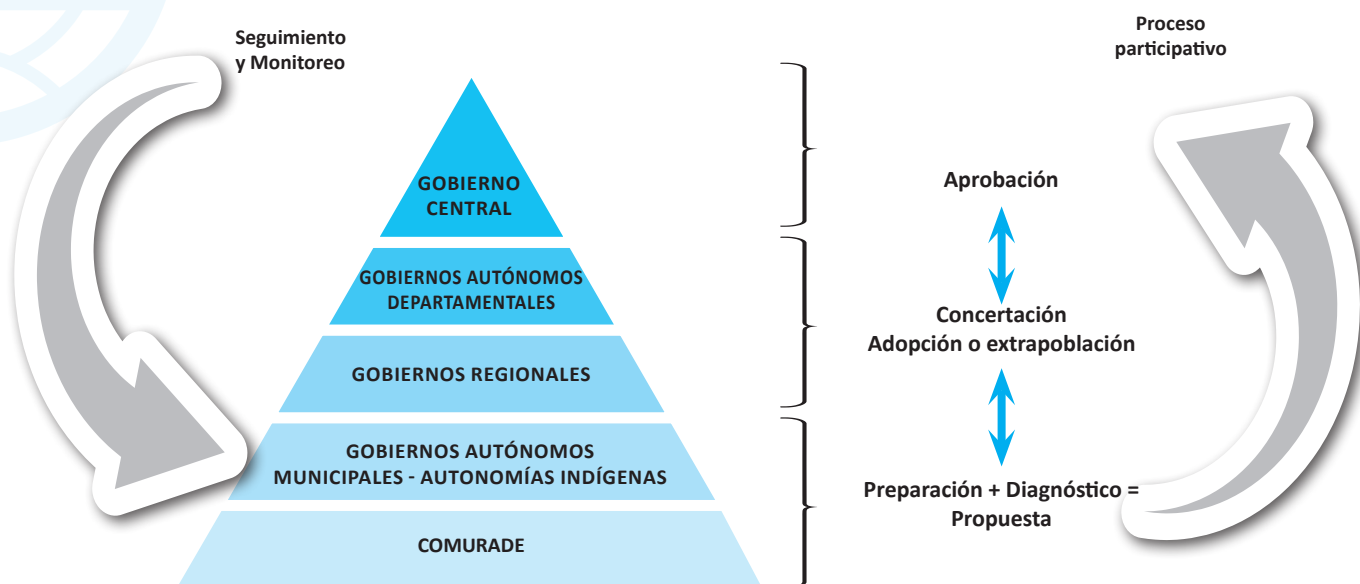 Seguimiento
y Monitoreo
Proceso
participativo
GOBIERNO
CENTRAL
GOBIERNOS AUTÓNOMOS
DEPARTAMENTALES
GOBIERNOS REGIONALES
GOBIERNOS AUTÓNOMOS
MUNICIPALES - AUTONOMÍAS INDÍGENAS
COMURADE
Aprobación
Concertación
Adopción o extrapoblación
Preparación + Diagnóstico =
Propuesta